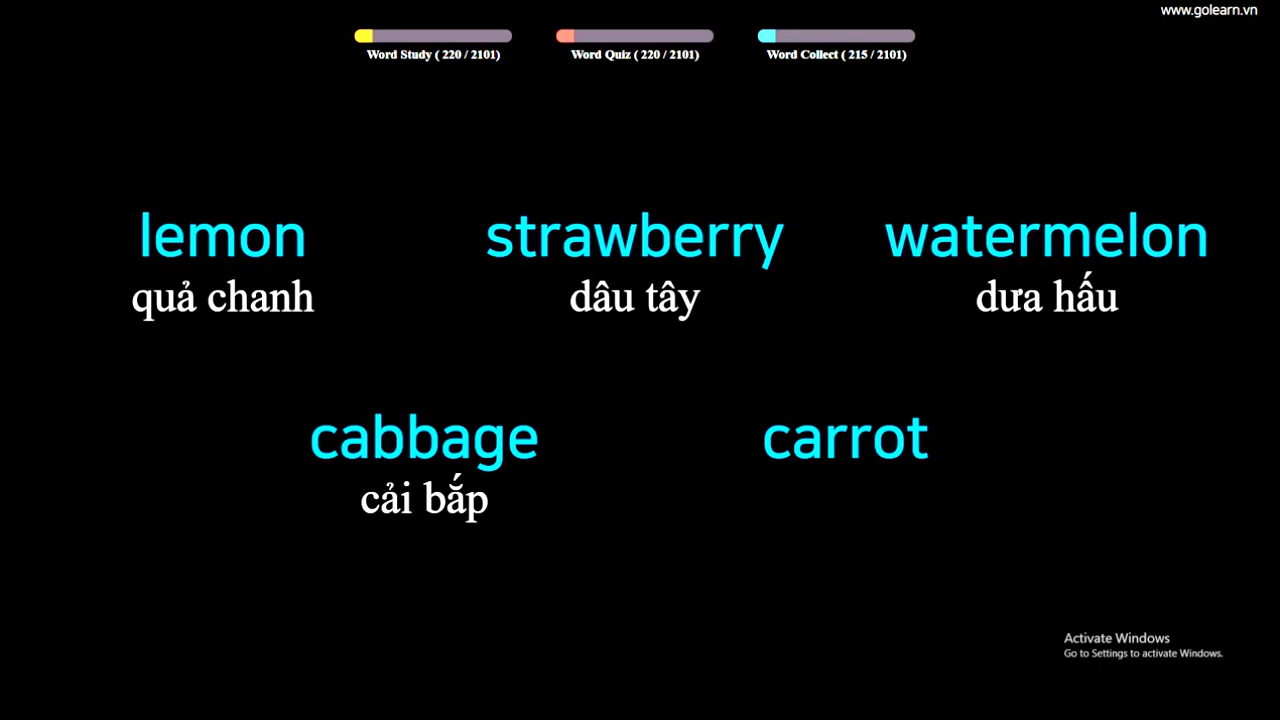 www.golearn.vn
Word Study ( 220 / 2101) Word Quiz ( 220 / 2101) Word Collect ( 215 / 2101)
lemon strawberry watermelon
quả chanh dâu tây dưa hấu
cabbage carrot
cải bắp
Activate Windows
Go to Settings to activate Windows.